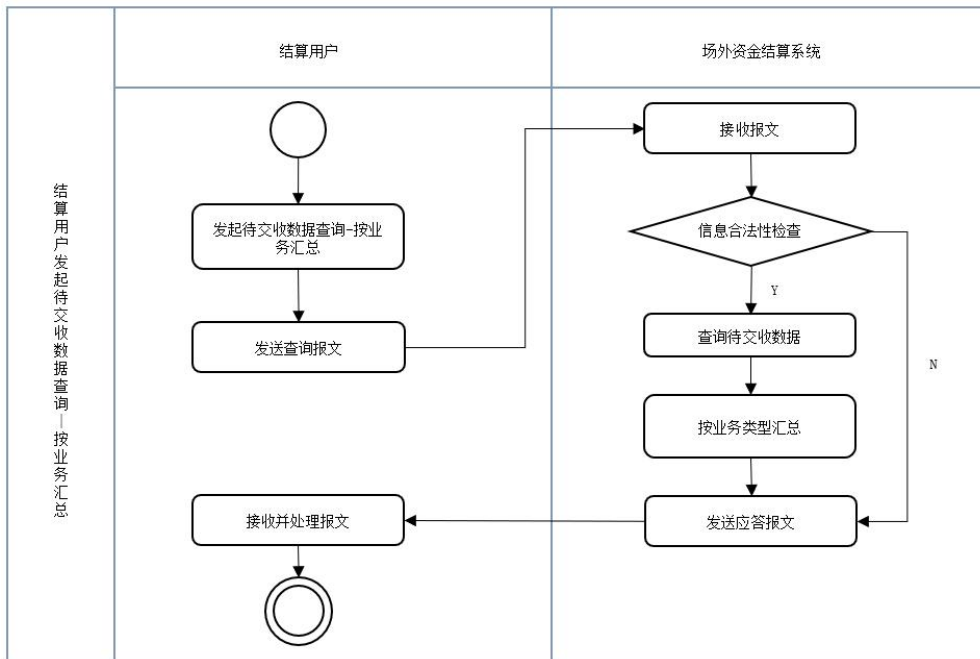 结算用户
场外资金结算系统
结算用户发起待交收数据查询—按业务汇总
发起待交收数据查询-按业
务汇总
发送查询报文
接收报文
信息合法性检查
Y
N
查询待交收数据
按业务类型汇总
发送应答报文
接收并处理报文